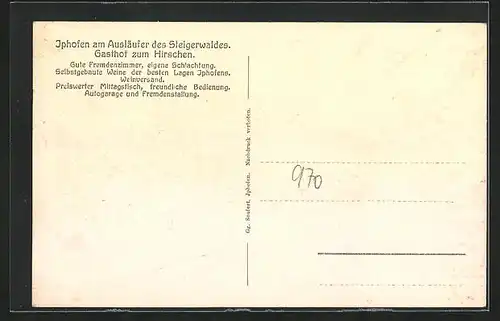 Iphofen am Ausläufer des Steigerwaldes.
Gasthof zum Hirschen.
Gute Fremdenzimmer, eigene Schlachtung.
Selbstgebaute Weine der besten Lagen Iphofens.
Weinversand.
Preiswerter Mittagstisch, freundliche Bedienung.
Autogarage und Fremdenstallung.
Gg. Seufert, Iphofen. Nachdruck verboten.
970